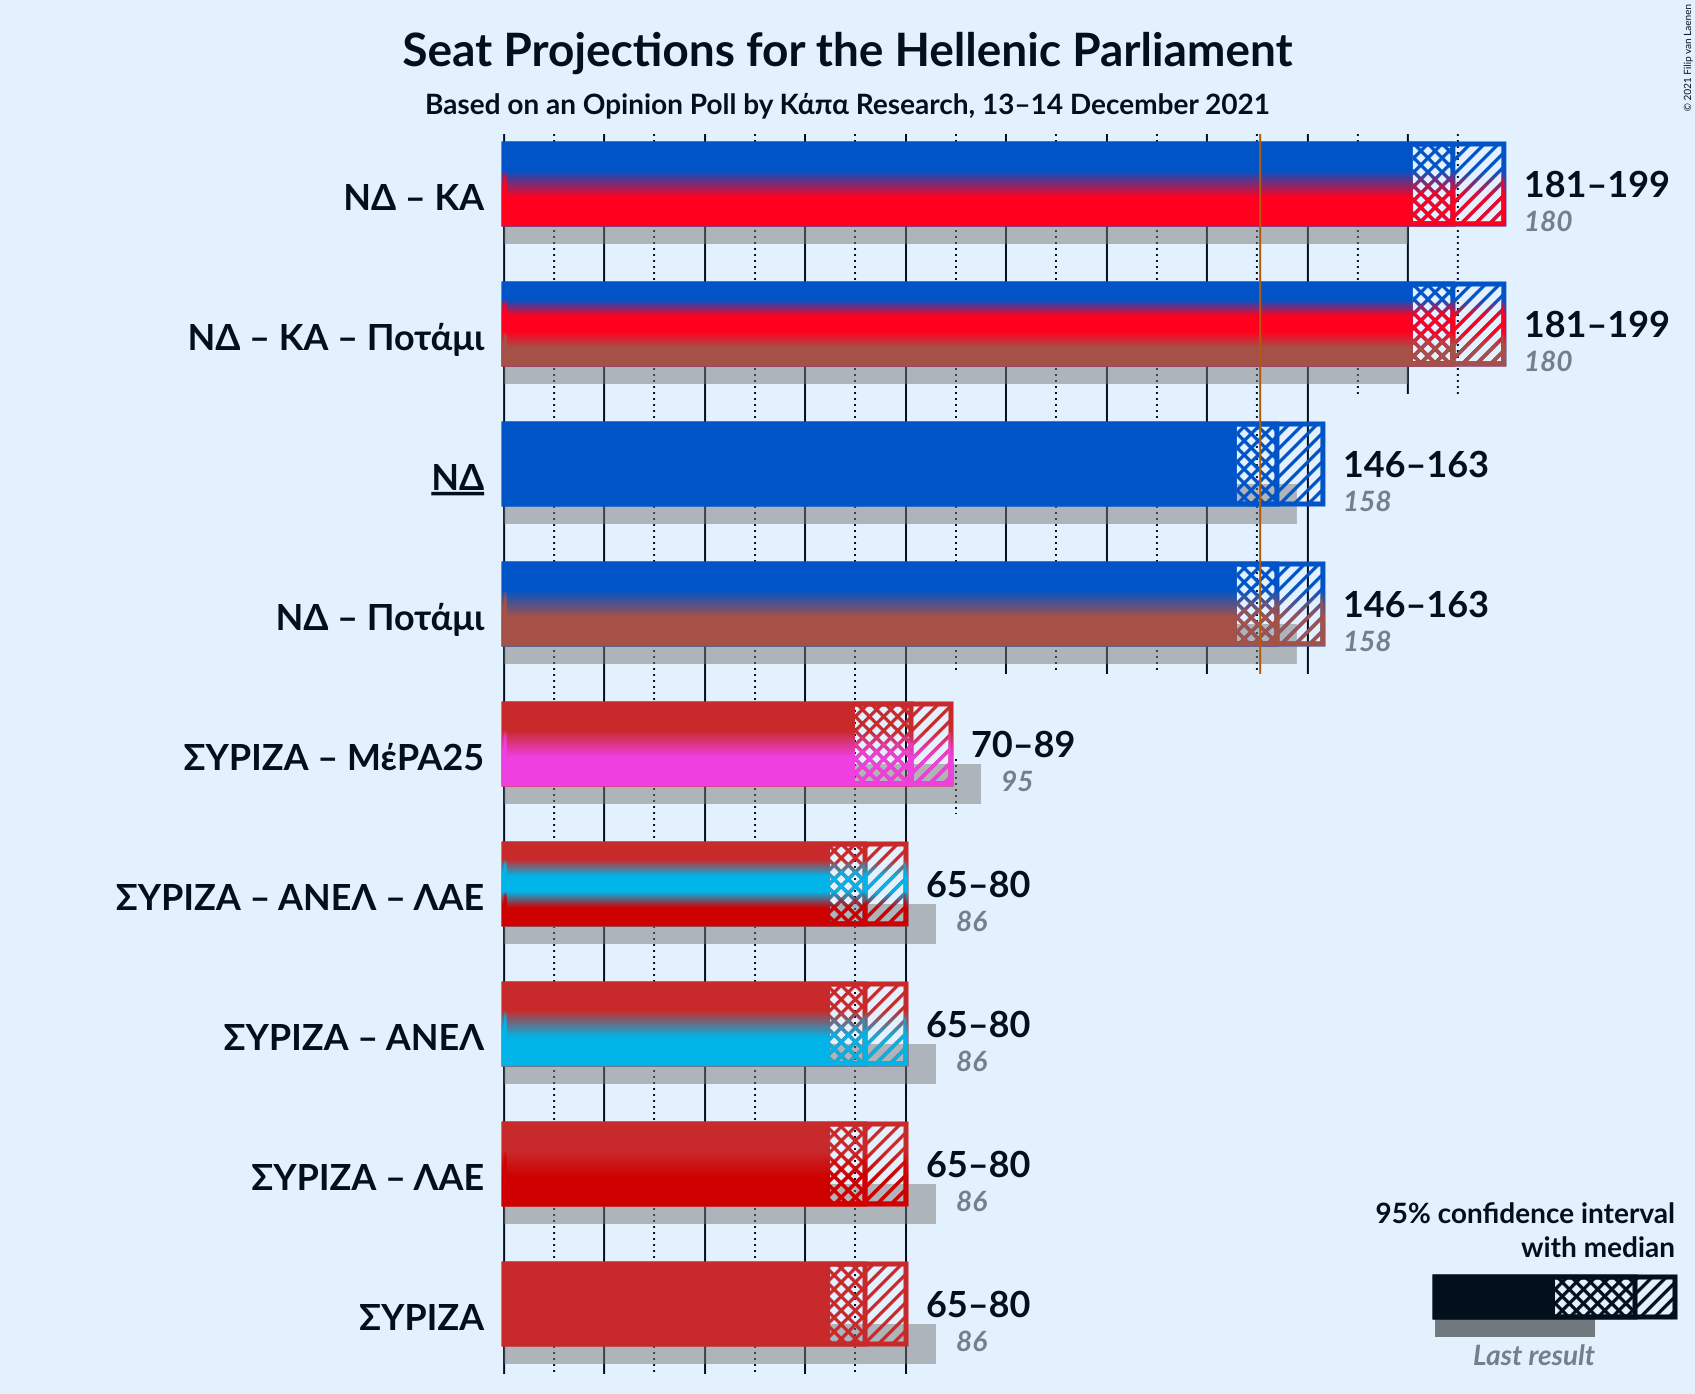 Seat Projections for the Hellenic Parliament
Based on an Opinion Poll by Κάπα Research, 13–14 December 2021
© 2021 Filip van Laenen
ΝΔ – ΚΑ
181–199
180
ΝΔ – ΚΑ – Ποτάμι
181–199
180
ΝΔ
146–163
158
ΝΔ – Ποτάμι
146–163
158
ΣΥΡΙΖΑ – ΜέΡΑ25
70–89
95
ΣΥΡΙΖΑ – ΑΝΕΛ – ΛΑΕ
65–80
86
ΣΥΡΙΖΑ – ΑΝΕΛ
65–80
86
ΣΥΡΙΖΑ – ΛΑΕ
65–80
86
ΣΥΡΙΖΑ
65–80
86
95% confidence interval
with median
Last result